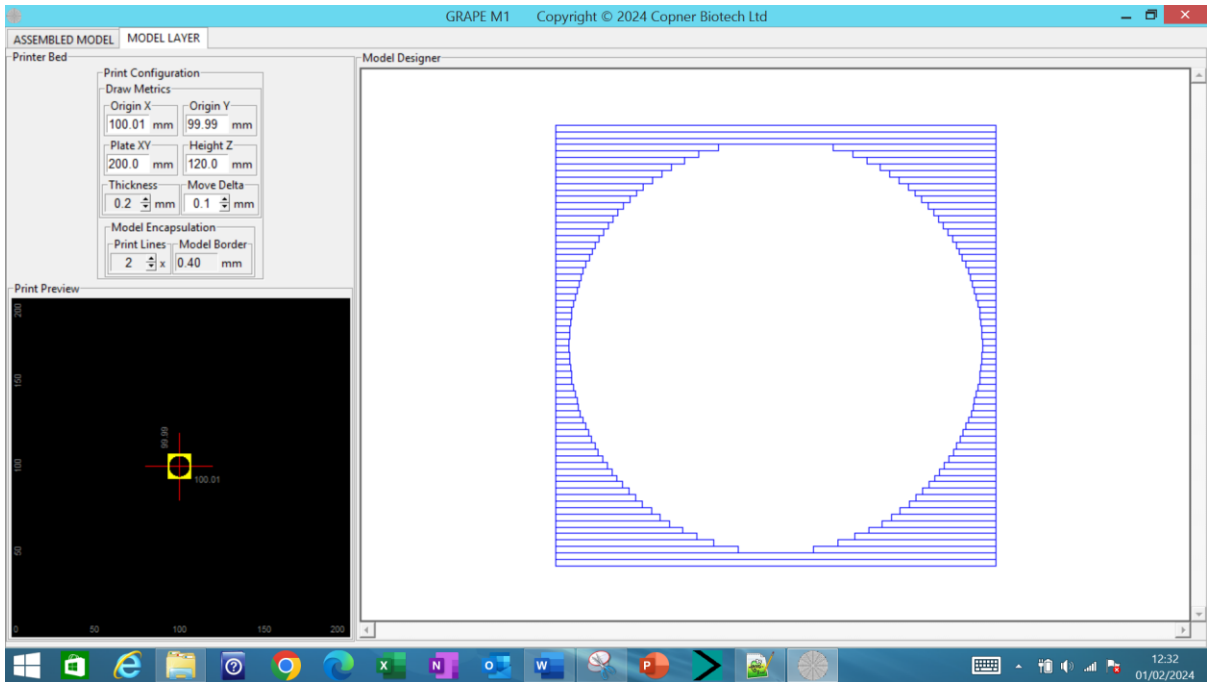 GRAPE M1 Copyright © 2024 Copner Biotech Ltd
ASSEMBLED MODEL MODEL LAYER
Printer Bed
Model Designer
Print Configuration
Draw Metrics
Origin X Origin Y
100.01 mm 99.99 mm
Plate XY Height Z
200.0 mm 120.0 mm
Thickness Move Delta
0.2 mm 0.1 mm
Model Encapsulation
Print Lines Model Border
2 x 0.40 mm
Print Preview
200
150
99.99
100
100.01
50
0 50 100 150 200
12:32
01/02/2024